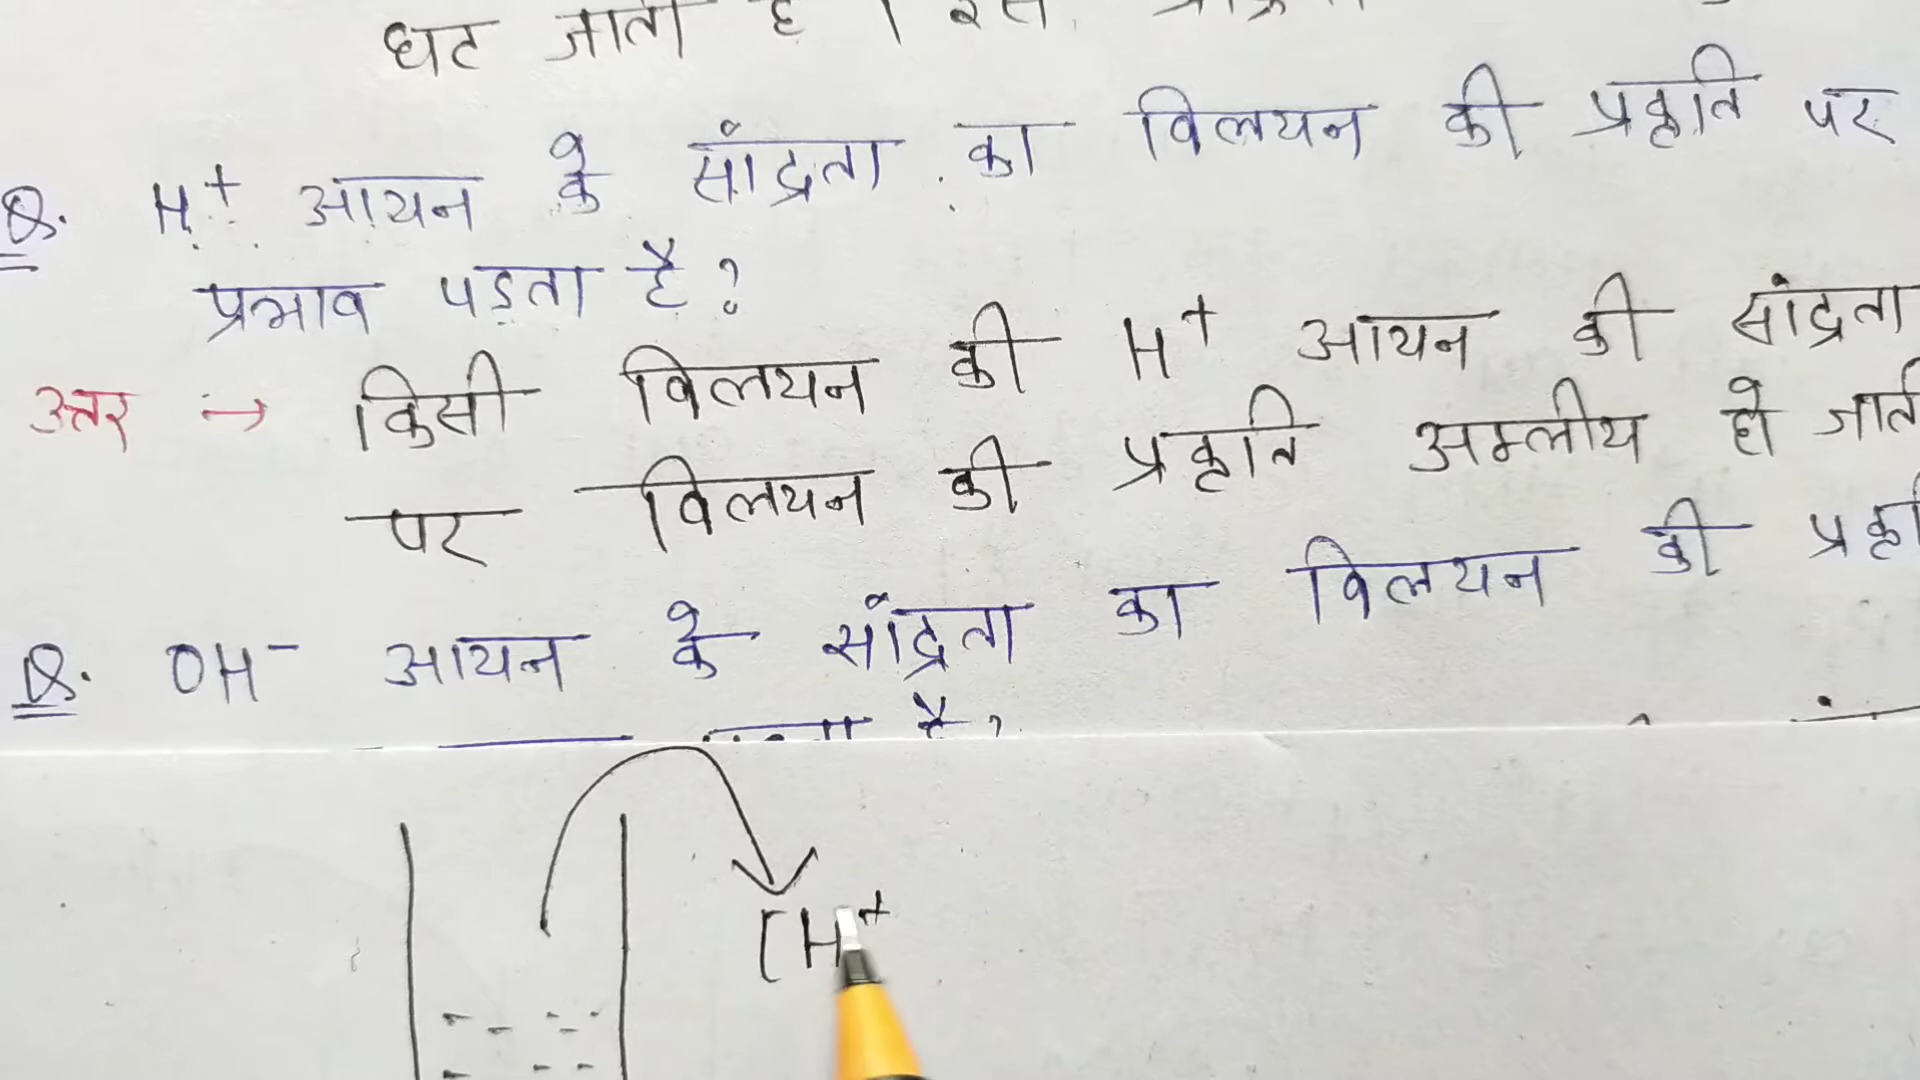 घट जाता है।
Q. H⁺ आयन के सांद्रता का विलयन की प्रकृति पर
प्रभाव पड़ता है?
उत्तर → किसी विलयन की H⁺ आयन की सांद्रता
पर विलयन की प्रकृति अम्लीय हो जाती
Q. OH⁻ आयन के सांद्रता का विलयन की
है?
[H⁺